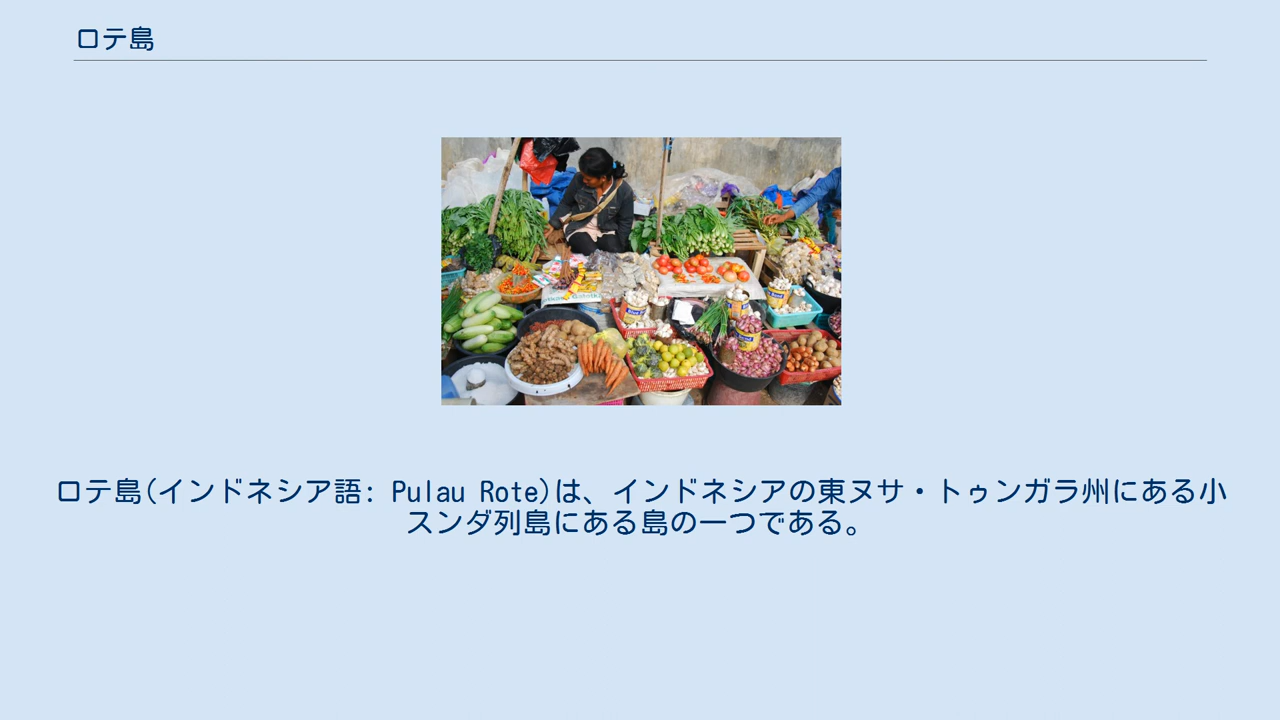 ロテ島
ロテ島(インドネシア語: Pulau Rote)は、インドネシアの東ヌサ・トゥンガラ州にある小
スンダ列島にある島の一つである。